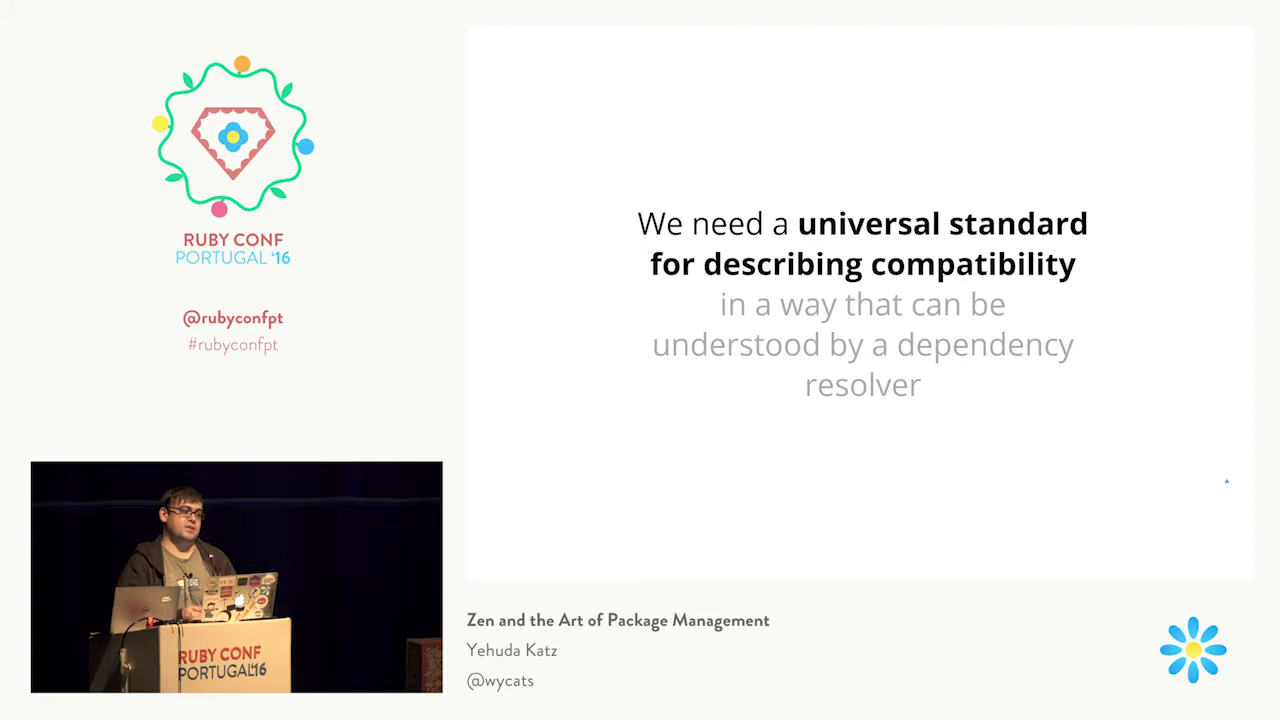 RUBY CONF
PORTUGAL ‘16
@rubyconfpt
#rubyconfpt
We need a universal standard
for describing compatibility
in a way that can be
understood by a dependency
resolver
RUBY CONF
PORTUGAL'16
Zen and the Art of Package Management
Yehuda Katz
@wycats